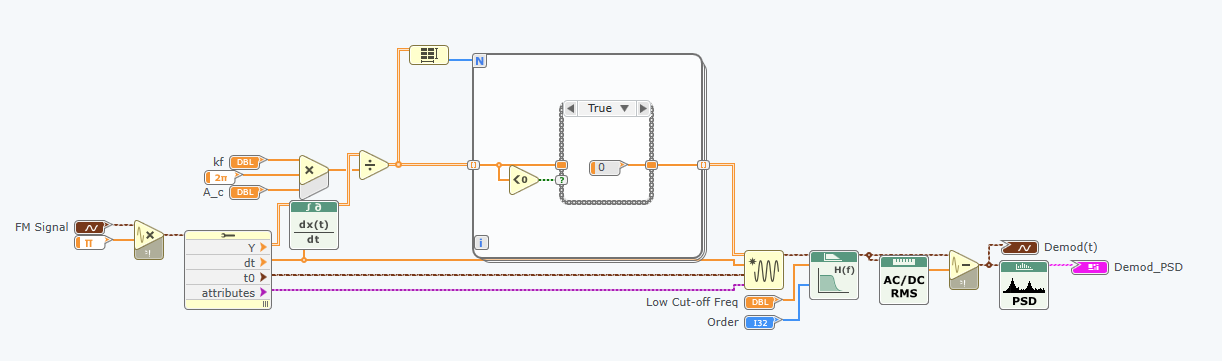 N
True
kf
DBL
×
÷
2π
0
A_c
DBL
<0
?
∫ ∂
dx(t)
dt
FM Signal
π
×
Y
dt
t0
attributes
i
*
H(f)
AC/DC
RMS
−
Demod(t)
PSD
Demod_PSD
Low Cut-off Freq
DBL
Order
I32